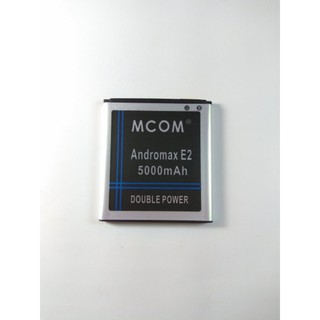 MCOM®
Andromax E2
5000mAh
DOUBLE POWER